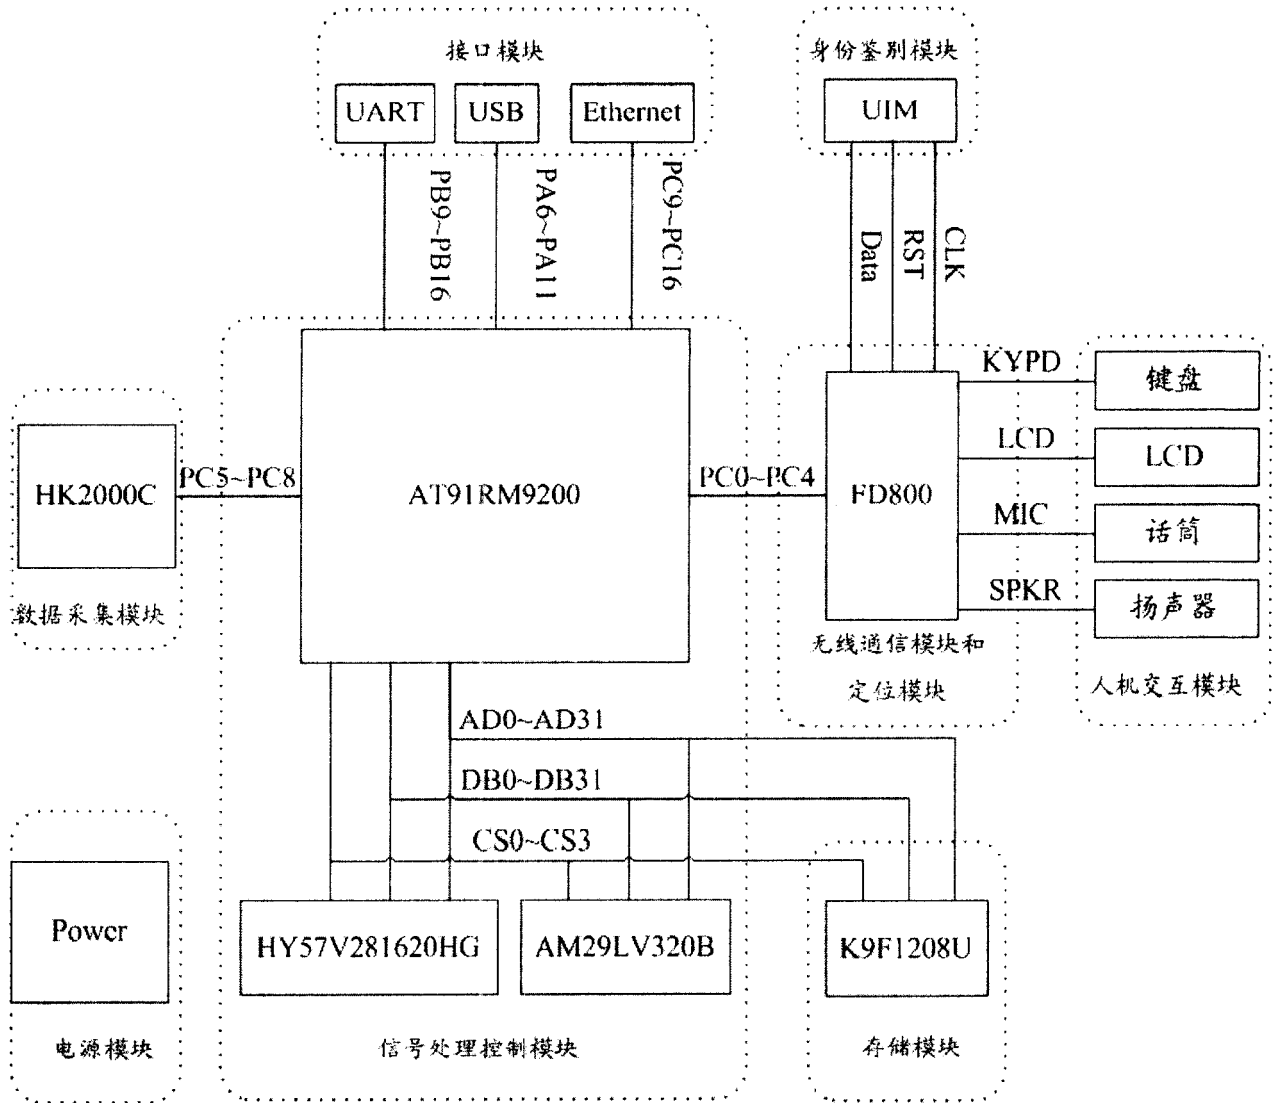 接口模块
身份鉴别模块
UART
USB
Ethernet
UIM
PB9~PB16
PA6~PA11
PC9~PC16
Data
RST
CLK
KYPD
键盘
LCD
LCD
HK2000C
PC5~PC8
AT91RM9200
PC0~PC4
FD800
MIC
话筒
SPKR
扬声器
数据采集模块
无线通信模块和
定位模块
人机交互模块
AD0~AD31
DB0~DB31
CS0~CS3
Power
HY57V281620HG
AM29LV320B
K9F1208U
电源模块
信号处理控制模块
存储模块